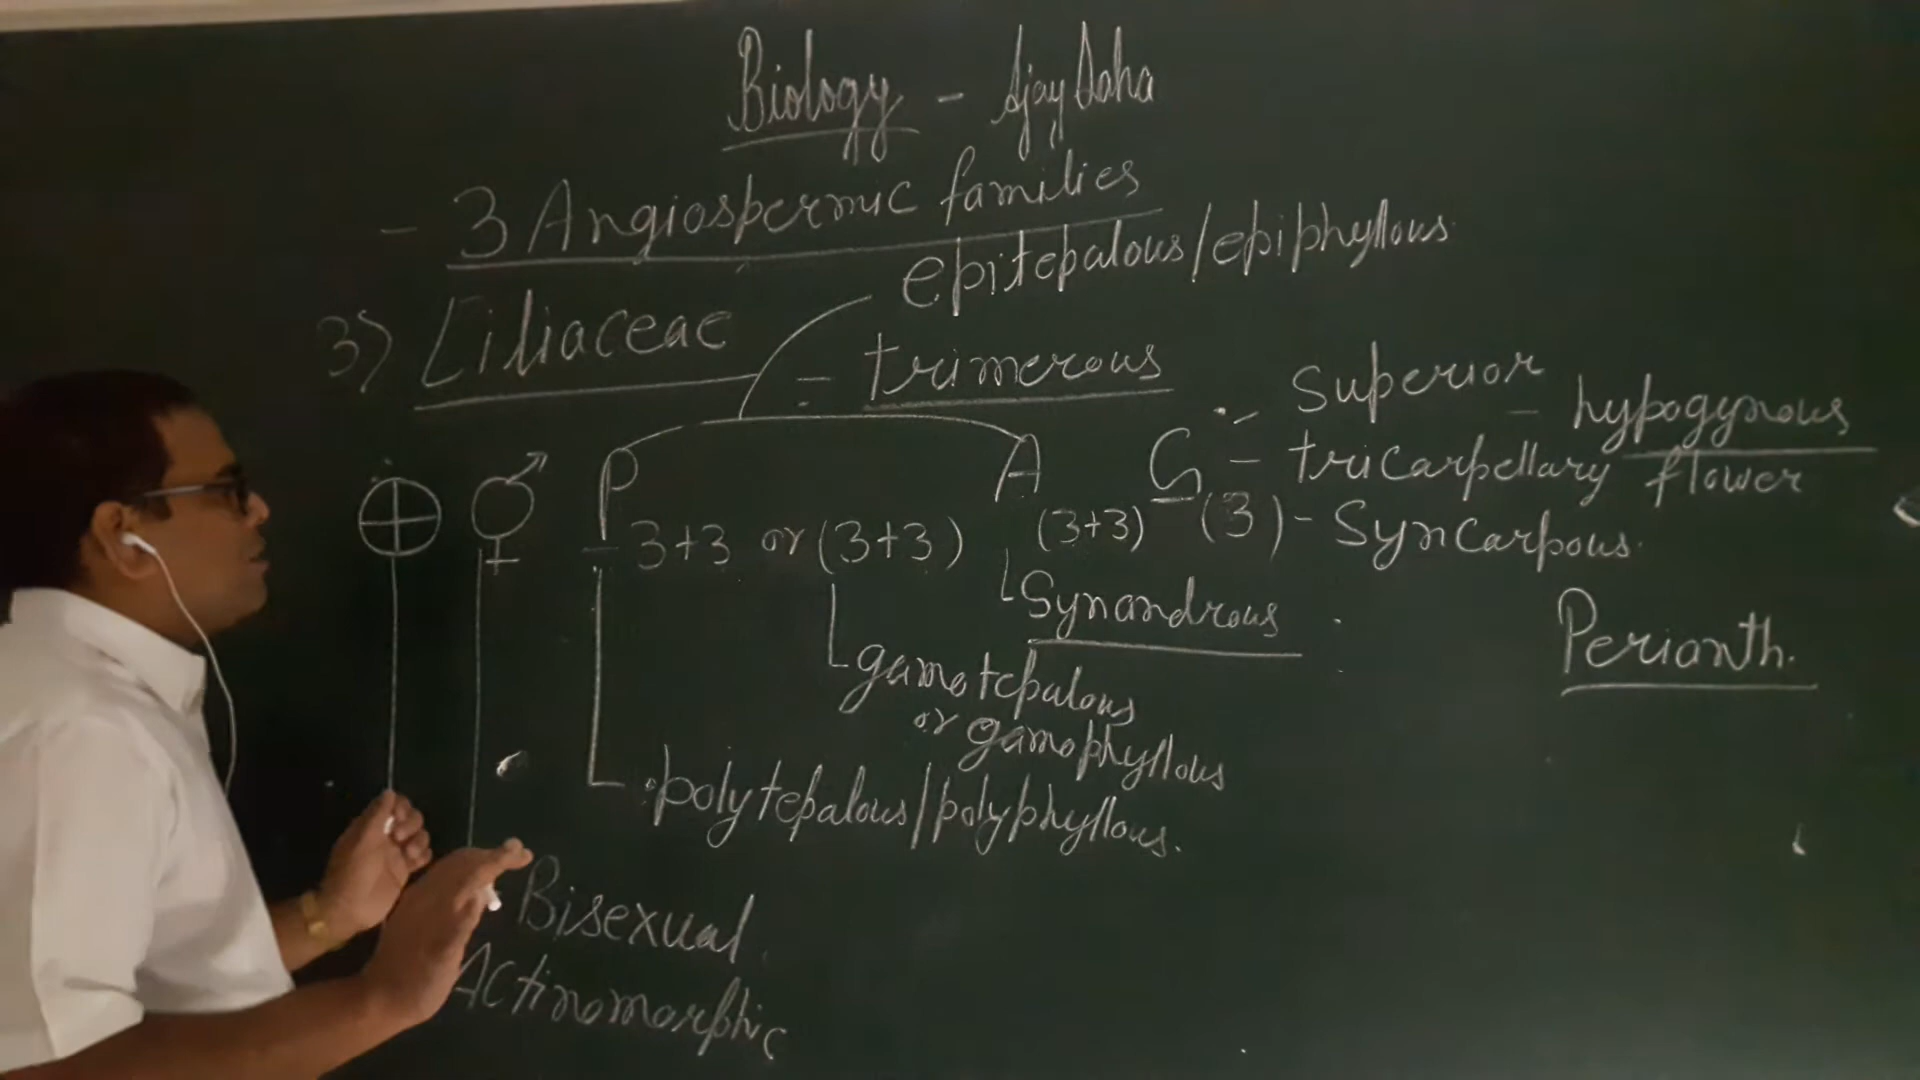 Biology - Ajay Saha
- 3 Angiospermic families
epitepalous/epiphyllous.
3) Liliaceae
- trimerous
- Superior - hypogynous
⊕ ⚥ P A G - tricarpellary flower
3+3 or (3+3) (3+3) (3) - Syncarpous.
Synandrous
Perianth.
gamotepalous
or gamophyllous
polytepalous/polyphyllous.
Bisexual
Actinomorphic